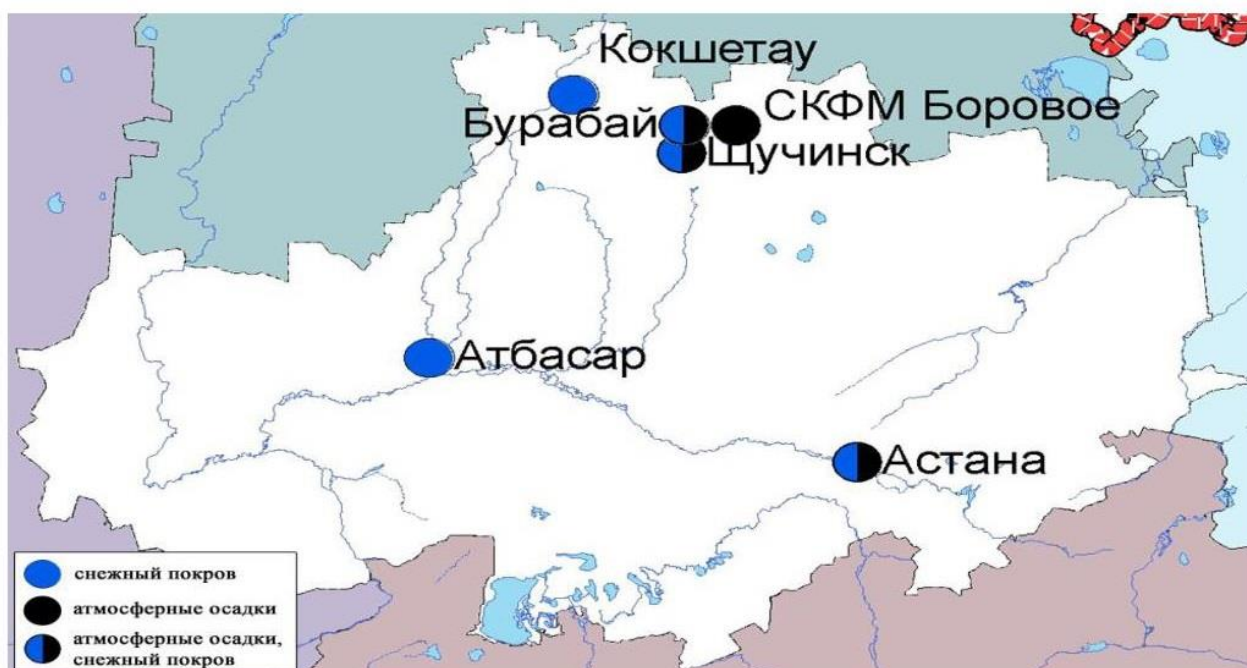 Кокшетау
СКФМ Боровое
Бурабай
Щучинск
Атбасар
Астана
снежный покров
атмосферные осадки
атмосферные осадки,
снежный покров